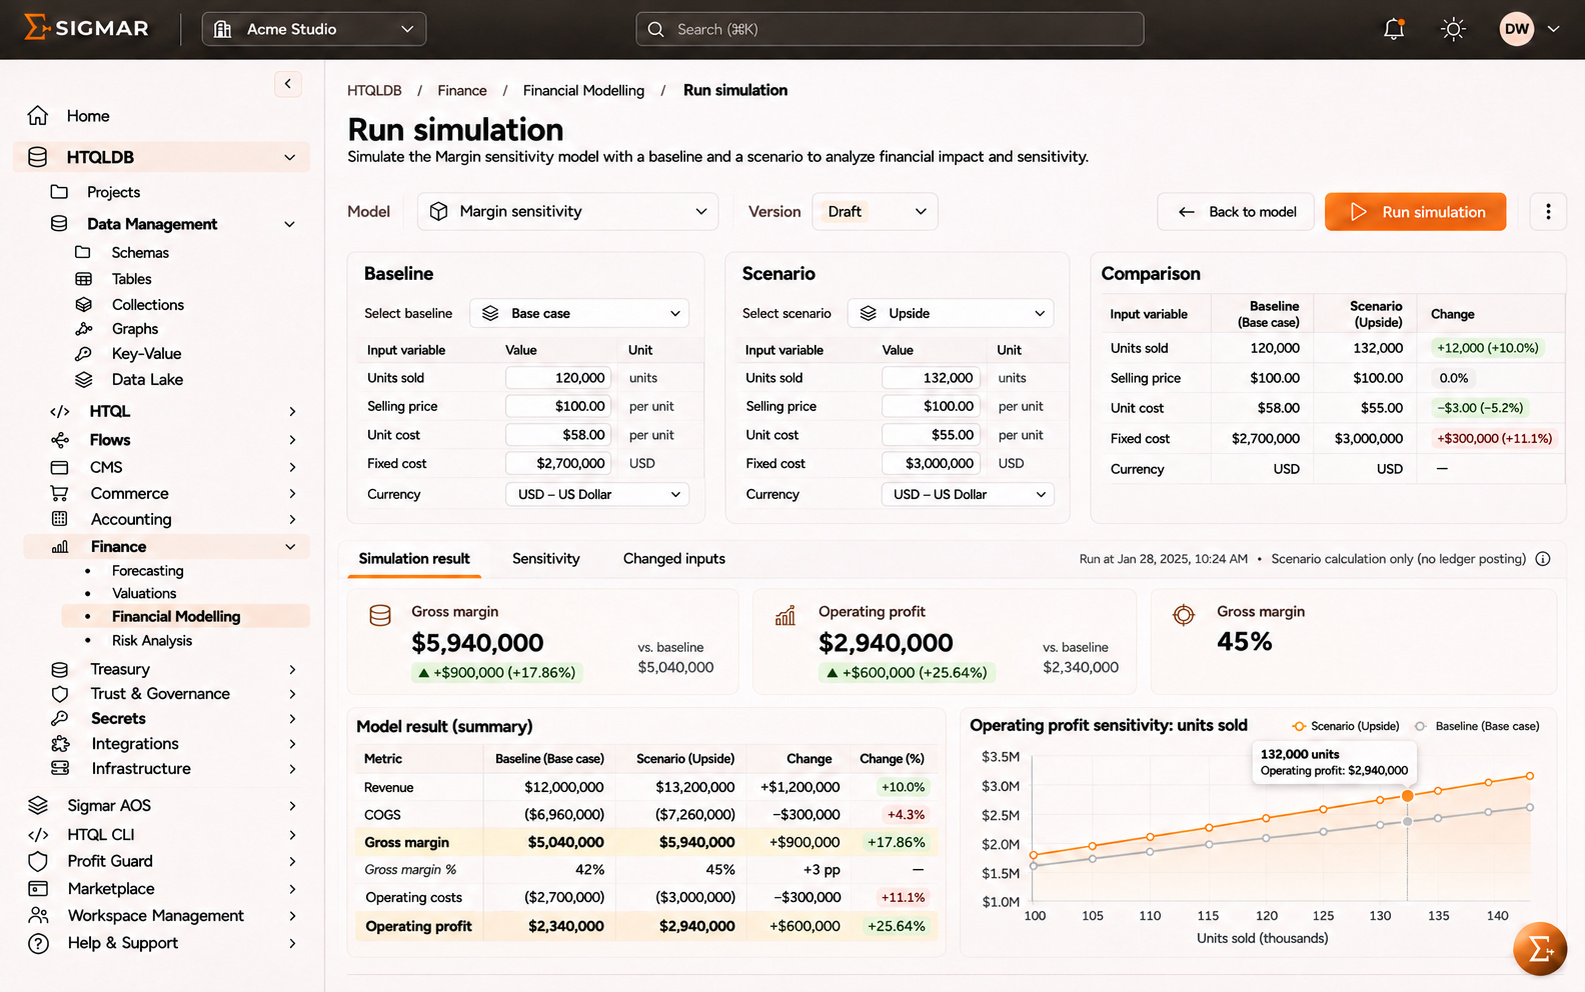 SIGMAR
Acme Studio
Search (⌘K)
DW
Home
HTQLDB
Projects
Data Management
Schemas
Tables
Collections
Graphs
Key-Value
Data Lake
HTQL
Flows
CMS
Commerce
Accounting
Finance
Forecasting
Valuations
Financial Modelling
Risk Analysis
Treasury
Trust & Governance
Secrets
Integrations
Infrastructure
Sigmar AOS
HTQL CLI
Profit Guard
Marketplace
Workspace Management
Help & Support
HTQLDB / Finance / Financial Modelling / Run simulation
Run simulation
Simulate the Margin sensitivity model with a baseline and a scenario to analyze financial impact and sensitivity.
Model Margin sensitivity Version Draft Back to model Run simulation
Baseline
Select baseline Base case
Input variable Value Unit
Units sold 120,000 units
Selling price $100.00 per unit
Unit cost $58.00 per unit
Fixed cost $2,700,000 USD
Currency USD – US Dollar
Scenario
Select scenario Upside
Input variable Value Unit
Units sold 132,000 units
Selling price $100.00 per unit
Unit cost $55.00 per unit
Fixed cost $3,000,000 USD
Currency USD – US Dollar
Comparison
Input variable Baseline (Base case) Scenario (Upside) Change
Units sold 120,000 132,000 +12,000 (+10.0%)
Selling price $100.00 $100.00 0.0%
Unit cost $58.00 $55.00 −$3.00 (−5.2%)
Fixed cost $2,700,000 $3,000,000 +$300,000 (+11.1%)
Currency USD USD —
Simulation result Sensitivity Changed inputs
Run at Jan 28, 2025, 10:24 AM • Scenario calculation only (no ledger posting)
Gross margin
$5,940,000
▲ +$900,000 (+17.86%)
vs. baseline
$5,040,000
Operating profit
$2,940,000
▲ +$600,000 (+25.64%)
vs. baseline
$2,340,000
Gross margin
45%
Model result (summary)
Metric Baseline (Base case) Scenario (Upside) Change Change (%)
Revenue $12,000,000 $13,200,000 +$1,200,000 +10.0%
COGS ($6,960,000) ($7,260,000) −$300,000 +4.3%
Gross margin $5,040,000 $5,940,000 +$900,000 +17.86%
Gross margin % 42% 45% +3 pp —
Operating costs ($2,700,000) ($3,000,000) −$300,000 +11.1%
Operating profit $2,340,000 $2,940,000 +$600,000 +25.64%
Operating profit sensitivity: units sold
Scenario (Upside) Baseline (Base case)
132,000 units
Operating profit: $2,940,000
$3.5M
$3.0M
$2.5M
$2.0M
$1.5M
$1.0M
100 105 110 115 120 125 130 135 140
Units sold (thousands)